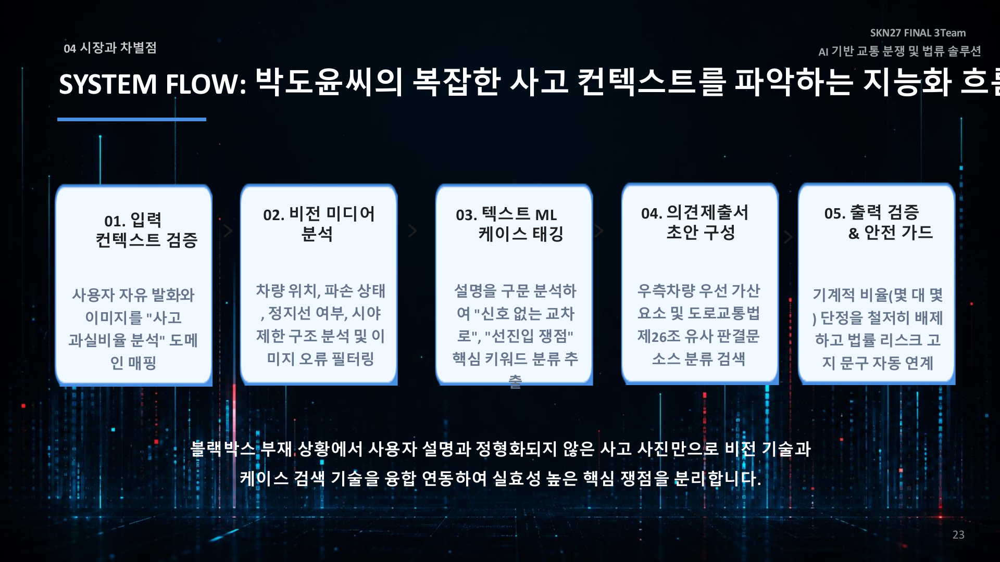 SKN27 FINAL 3Team
04 시장과 차별점
AI 기반 교통 분쟁 및 법류 솔루션
SYSTEM FLOW: 박도윤씨의 복잡한 사고 컨텍스트를 파악하는 지능화 흐름
01. 입력
컨텍스트 검증
사용자 자유 발화와
이미지를 "사고
과실비율 분석" 도메
인 매핑
02. 비전 미디어
분석
차량 위치, 파손 상태
, 정지선 여부, 시야
제한 구조 분석 및 이
미지 오류 필터링
03. 텍스트 ML
케이스 태깅
설명을 구문 분석하
여 "신호 없는 교차
로", "선진입 쟁점"
핵심 키워드 분류 추
출
04. 의견제출서
초안 구성
우측차량 우선 가산
요소 및 도로교통법
제26조 유사 판결문
소스 분류 검색
05. 출력 검증
& 안전 가드
기계적 비율(몇 대 몇
) 단정을 철저히 배제
하고 법률 리스크 고
지 문구 자동 연계
블랙박스 부재 상황에서 사용자 설명과 정형화되지 않은 사고 사진만으로 비전 기술과
케이스 검색 기술을 융합 연동하여 실효성 높은 핵심 쟁점을 분리합니다.
23